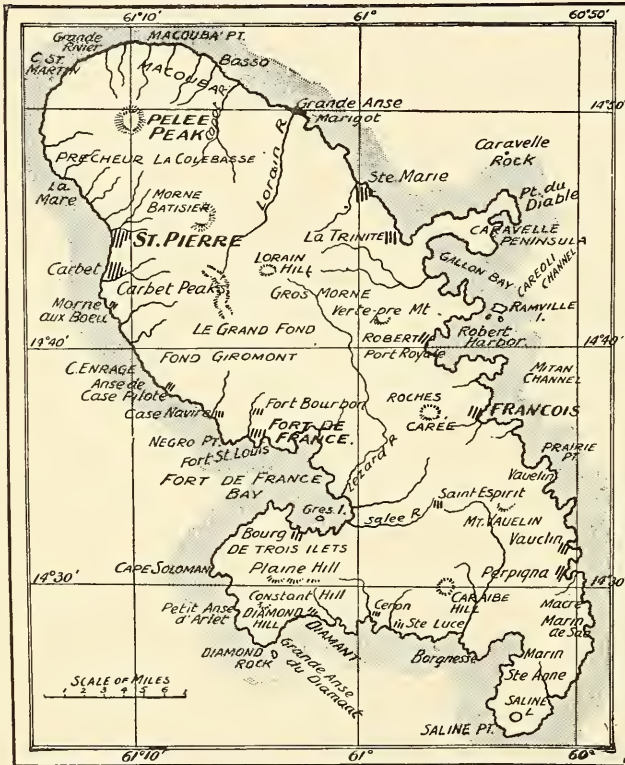 61°10'
61°
60°50'
Grande
Rivier
MACOUBA PT.
C. ST.
MARTIN
MACOUBA R.
Basso
14°50'
PELEE
PEAK
Capot
Grande Anse
Marigot
Lorain R
Caravelle
Rock
PRECHEUR
LA COLEBASSE
Ste. Marie
Pt. du
Diable
La
Mare
MORNE
BATISIER
CARAVELLE
PENINSULA
ST. PIERRE
LA TRINITE
GALLON BAY
CAREOLI
CHANNEL
Carbet
LORAIN
HILL
Carbet Peak
GROS MORNE
Verte-pre Mt.
RAMVILLE
I.
Morne
aux Boeu
LE GRAND FOND
ROBERT
Robert
Harbor
14°40'
Port Royale
FOND GIROMONT
MITAN
CHANNEL
C. ENRAGE
Anse de
Case Pilote
Case Navire
Fort Bourbon
ROCHES
CAREE
FRANCOIS
NEGRO PT.
FORT DE
FRANCE.
Fort St. Louis
Lezard R
PRAIRIE
PT.
FORT DE FRANCE
BAY
Vauelin
Gres. I.
Salee R.
Saint Espirit
MT. VAUELIN
Bourg
DE TROIS ILETS
Vauclin
CAPE SOLOMAN
Plaine Hill
Perpigna
14°30'
14°30'
Constant Hill
CARAIBE
HILL
Petit Anse
d'Arlet
DIAMOND
HILL
DIAMANT
Ceron
Ste Luce
Macre
Marin
de Sac
DIAMOND
ROCK
Grande Anse
du Diamant
Borgnesse
Marin
Ste Anne
SCALE OF MILES
1 2 3 4 5 6
SALINE
L
SALINE PT.
61°10'
61°
60°